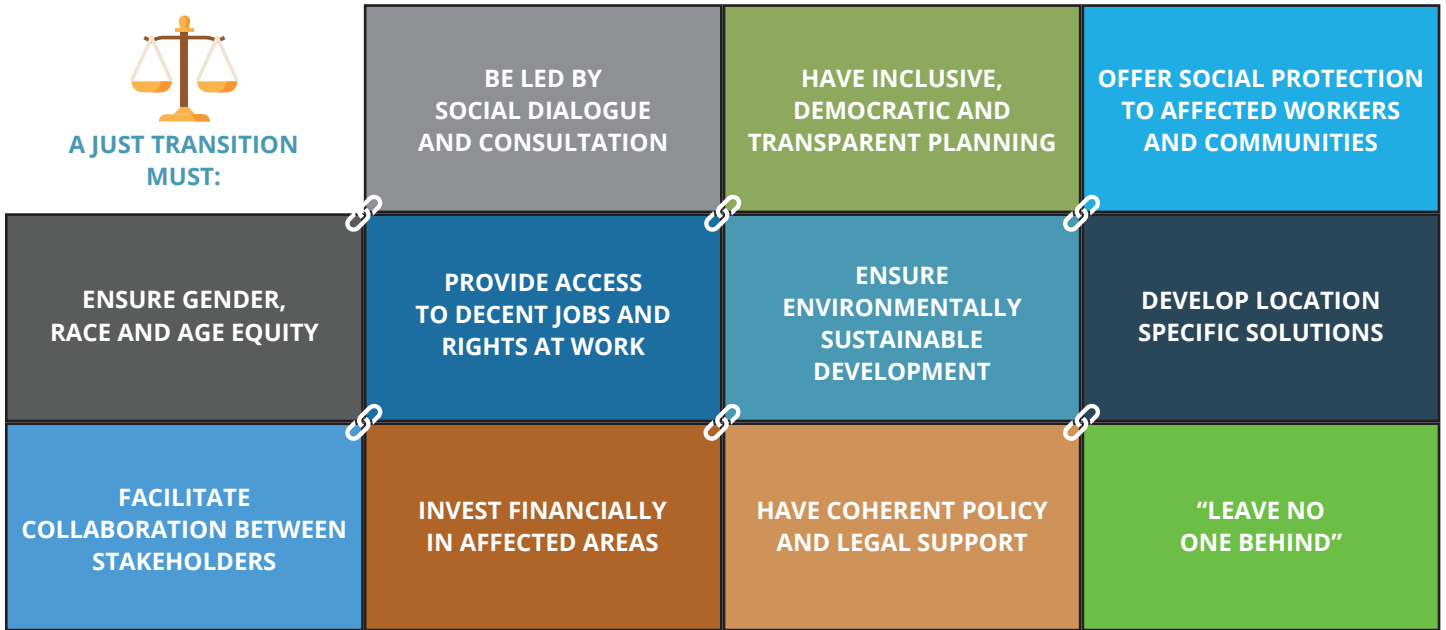 A JUST TRANSITION
MUST:
BE LED BY
SOCIAL DIALOGUE
AND CONSULTATION
HAVE INCLUSIVE,
DEMOCRATIC AND
TRANSPARENT PLANNING
OFFER SOCIAL PROTECTION
TO AFFECTED WORKERS
AND COMMUNITIES
ENSURE GENDER,
RACE AND AGE EQUITY
PROVIDE ACCESS
TO DECENT JOBS AND
RIGHTS AT WORK
ENSURE
ENVIRONMENTALLY
SUSTAINABLE
DEVELOPMENT
DEVELOP LOCATION
SPECIFIC SOLUTIONS
FACILITATE
COLLABORATION BETWEEN
STAKEHOLDERS
INVEST FINANCIALLY
IN AFFECTED AREAS
HAVE COHERENT POLICY
AND LEGAL SUPPORT
“LEAVE NO
ONE BEHIND”